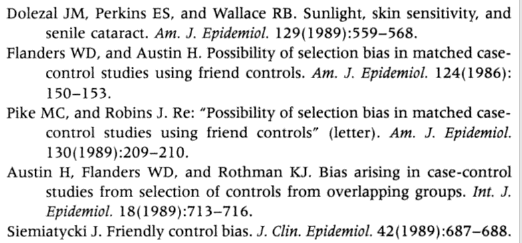 Dolezal JM, Perkins ES, and Wallace RB. Sunlight, skin sensitivity, and
senile cataract. Am. J. Epidemiol. 129(1989):559–568.
Flanders WD, and Austin H. Possibility of selection bias in matched case-
control studies using friend controls. Am. J. Epidemiol. 124(1986):
150–153.
Pike MC, and Robins J. Re: “Possibility of selection bias in matched case-
control studies using friend controls” (letter). Am. J. Epidemiol.
130(1989):209–210.
Austin H, Flanders WD, and Rothman KJ. Bias arising in case-control
studies from selection of controls from overlapping groups. Int. J.
Epidemiol. 18(1989):713–716.
Siemiatycki J. Friendly control bias. J. Clin. Epidemiol. 42(1989):687–688.